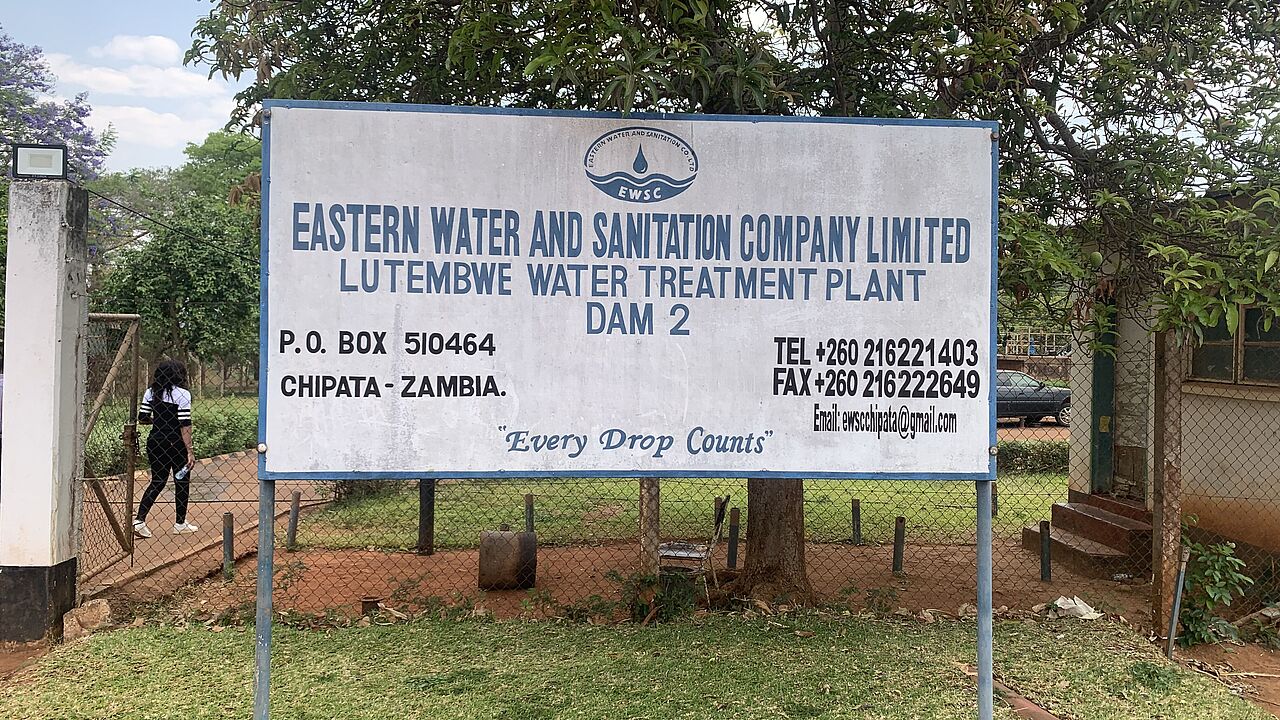 EASTERN WATER AND SANITATION CO. LTD
EWSC
EASTERN WATER AND SANITATION COMPANY LIMITED
LUTEMBWE WATER TREATMENT PLANT
DAM 2
P.O. BOX 510464
CHIPATA - ZAMBIA.
TEL +260 216221403
FAX +260 216222649
Email: ewscchipata@gmail.com
"Every Drop Counts"